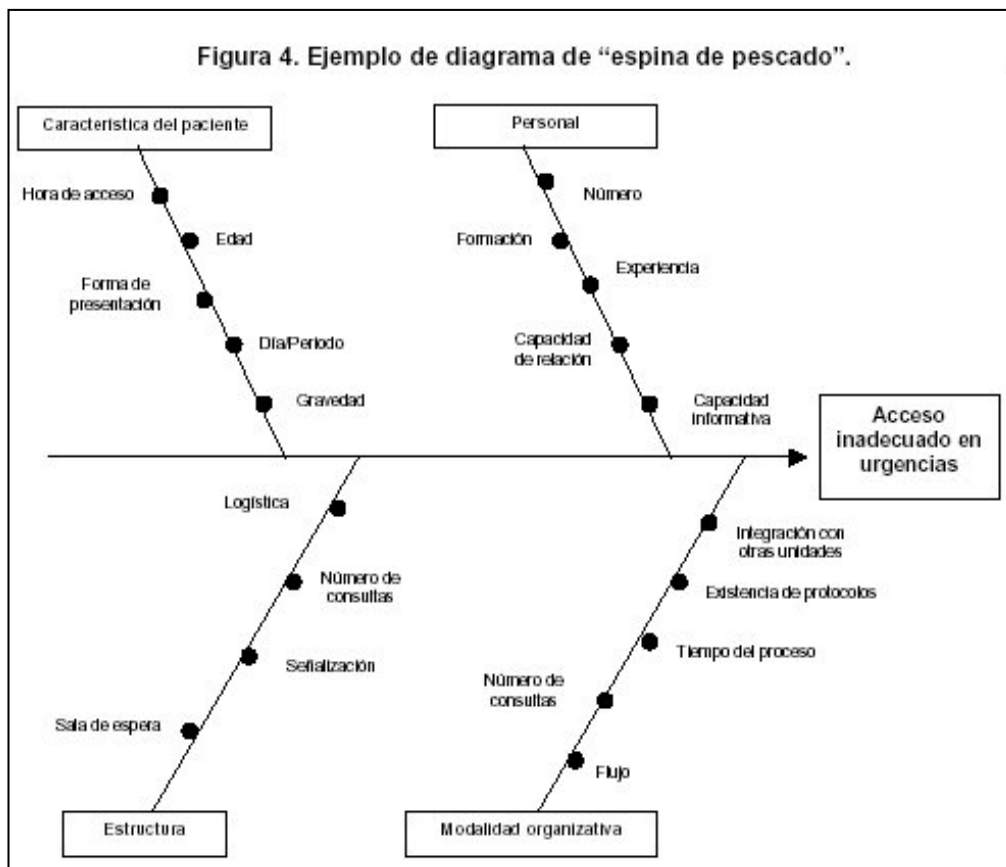 Figura 4. Ejemplo de diagrama de “espina de pescado”.
Característica del paciente
Personal
Hora de acceso
Edad
Forma de
presentación
Día/Período
Gravedad
Número
Formación
Experiencia
Capacidad
de relación
Capacidad
informativa
Acceso
inadecuado en
urgencias
Logística
Número de
consultas
Señalización
Sala de espera
Integración con
otras unidades
Existencia de protocolos
Tiempo del proceso
Número de
consultas
Flujo
Estructura
Modalidad organizativa